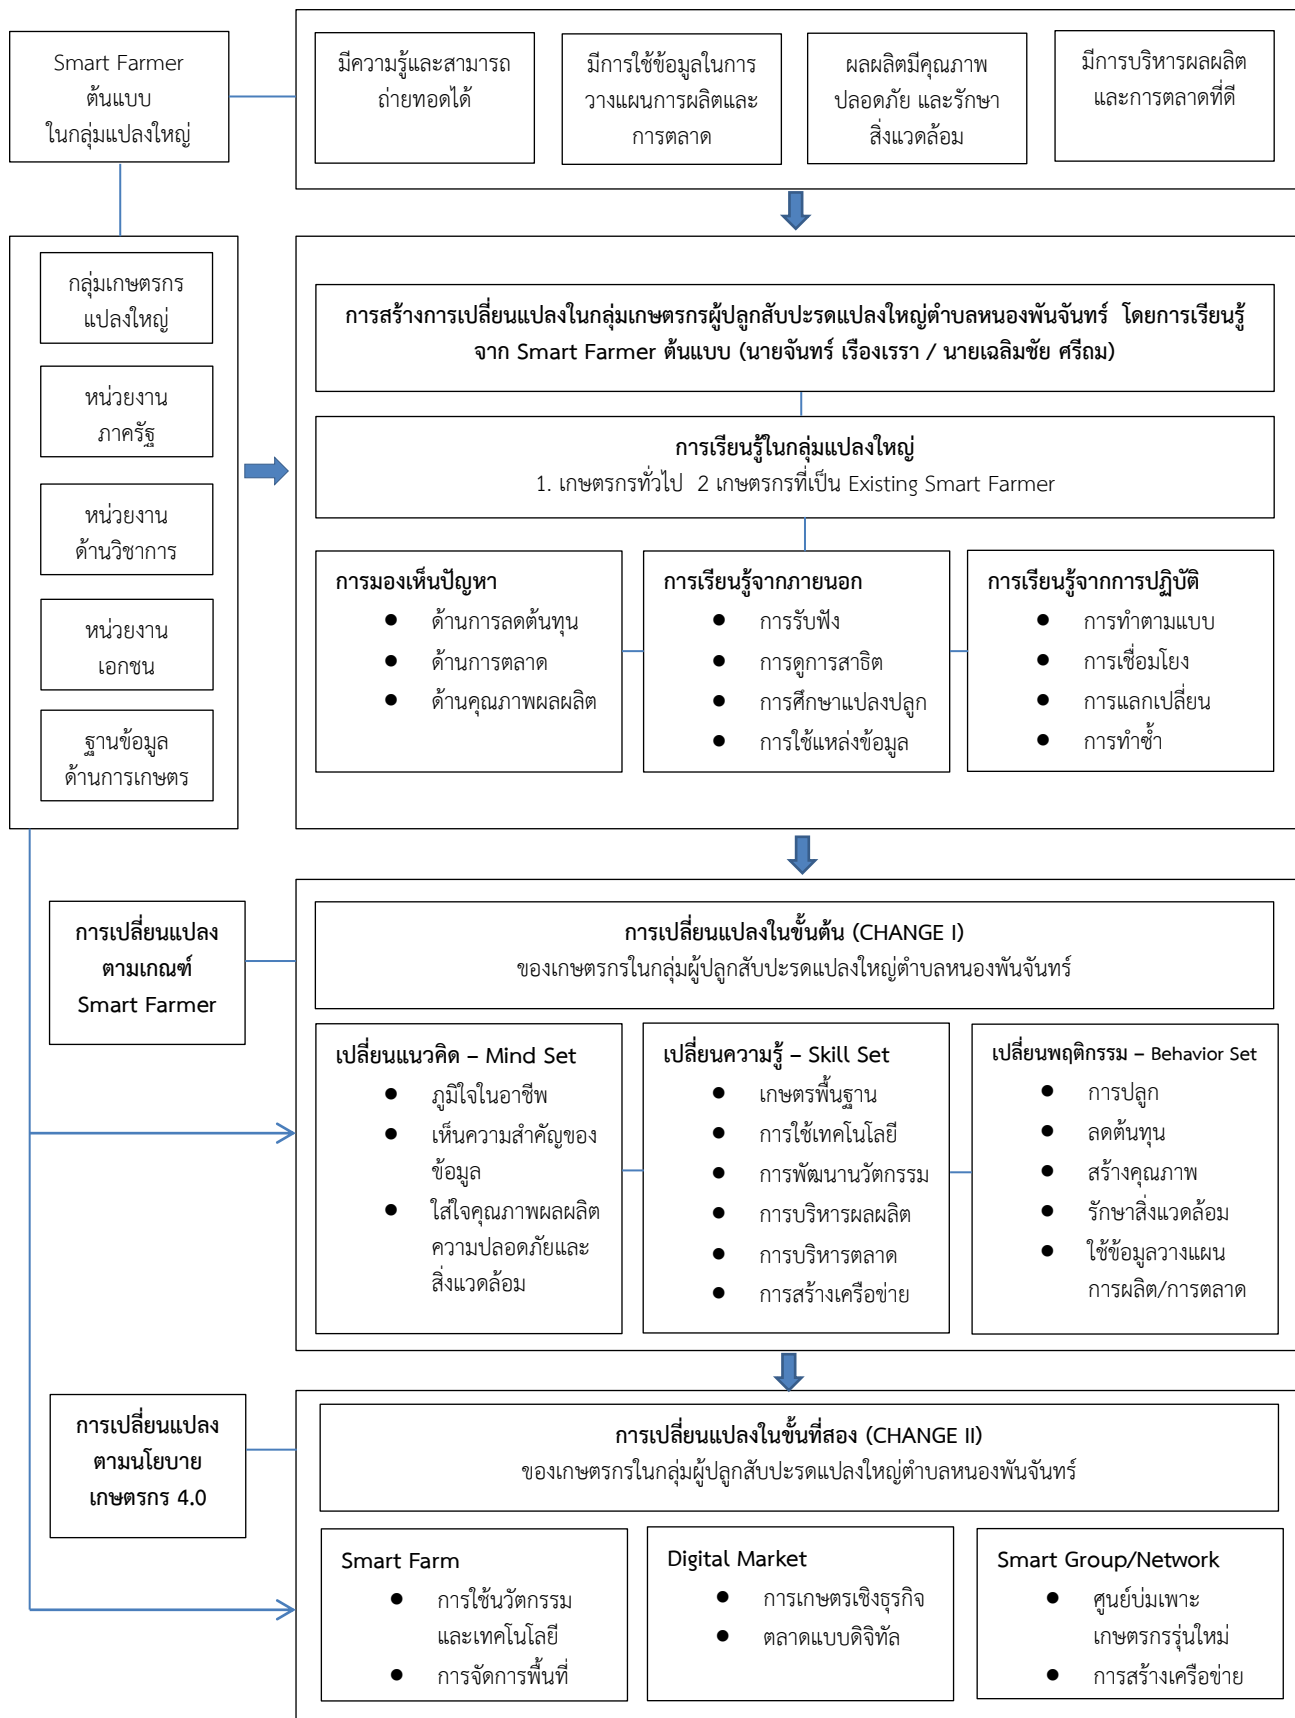 Smart Farmer
ต้นแบบ
ในกลุ่มแปลงใหญ่
มีความรู้และสามารถ
ถ่ายทอดได้
มีการใช้ข้อมูลในการ
วางแผนการผลิตและ
การตลาด
ผลผลิตมีคุณภาพ
ปลอดภัย และรักษา
สิ่งแวดล้อม
มีการบริหารผลผลิต
และการตลาดที่ดี
กลุ่มเกษตรกร
แปลงใหญ่
หน่วยงาน
ภาครัฐ
หน่วยงาน
ด้านวิชาการ
หน่วยงาน
เอกชน
ฐานข้อมูล
ด้านการเกษตร
การสร้างการเปลี่ยนแปลงในกลุ่มเกษตรกรผู้ปลูกสับปะรดแปลงใหญ่ตำบลหนองพันจันทร์ โดยการเรียนรู้
จาก Smart Farmer ต้นแบบ (นายจันทร์ เรืองเรรา / นายเฉลิมชัย ศรีถม)
การเรียนรู้ในกลุ่มแปลงใหญ่
1. เกษตรกรทั่วไป 2 เกษตรกรที่เป็น Existing Smart Farmer
การมองเห็นปัญหา
● ด้านการลดต้นทุน
● ด้านการตลาด
● ด้านคุณภาพผลผลิต
การเรียนรู้จากภายนอก
● การรับฟัง
● การดูการสาธิต
● การศึกษาแปลงปลูก
● การใช้แหล่งข้อมูล
การเรียนรู้จากการปฏิบัติ
● การทำตามแบบ
● การเชื่อมโยง
● การแลกเปลี่ยน
● การทำซ้ำ
การเปลี่ยนแปลง
ตามเกณฑ์
Smart Farmer
การเปลี่ยนแปลงในขั้นต้น (CHANGE I)
ของเกษตรกรในกลุ่มผู้ปลูกสับปะรดแปลงใหญ่ตำบลหนองพันจันทร์
เปลี่ยนแนวคิด – Mind Set
● ภูมิใจในอาชีพ
● เห็นความสำคัญของ
ข้อมูล
● ใส่ใจคุณภาพผลผลิต
ความปลอดภัยและ
สิ่งแวดล้อม
เปลี่ยนความรู้ – Skill Set
● เกษตรพื้นฐาน
● การใช้เทคโนโลยี
● การพัฒนานวัตกรรม
● การบริหารผลผลิต
● การบริหารตลาด
● การสร้างเครือข่าย
เปลี่ยนพฤติกรรม – Behavior Set
● การปลูก
● ลดต้นทุน
● สร้างคุณภาพ
● รักษาสิ่งแวดล้อม
● ใช้ข้อมูลวางแผน
การผลิต/การตลาด
การเปลี่ยนแปลง
ตามนโยบาย
เกษตรกร 4.0
การเปลี่ยนแปลงในขั้นที่สอง (CHANGE II)
ของเกษตรกรในกลุ่มผู้ปลูกสับปะรดแปลงใหญ่ตำบลหนองพันจันทร์
Smart Farm
● การใช้นวัตกรรม
และเทคโนโลยี
● การจัดการพื้นที่
Digital Market
● การเกษตรเชิงธุรกิจ
● ตลาดแบบดิจิทัล
Smart Group/Network
● ศูนย์บ่มเพาะ
เกษตรกรรุ่นใหม่
● การสร้างเครือข่าย